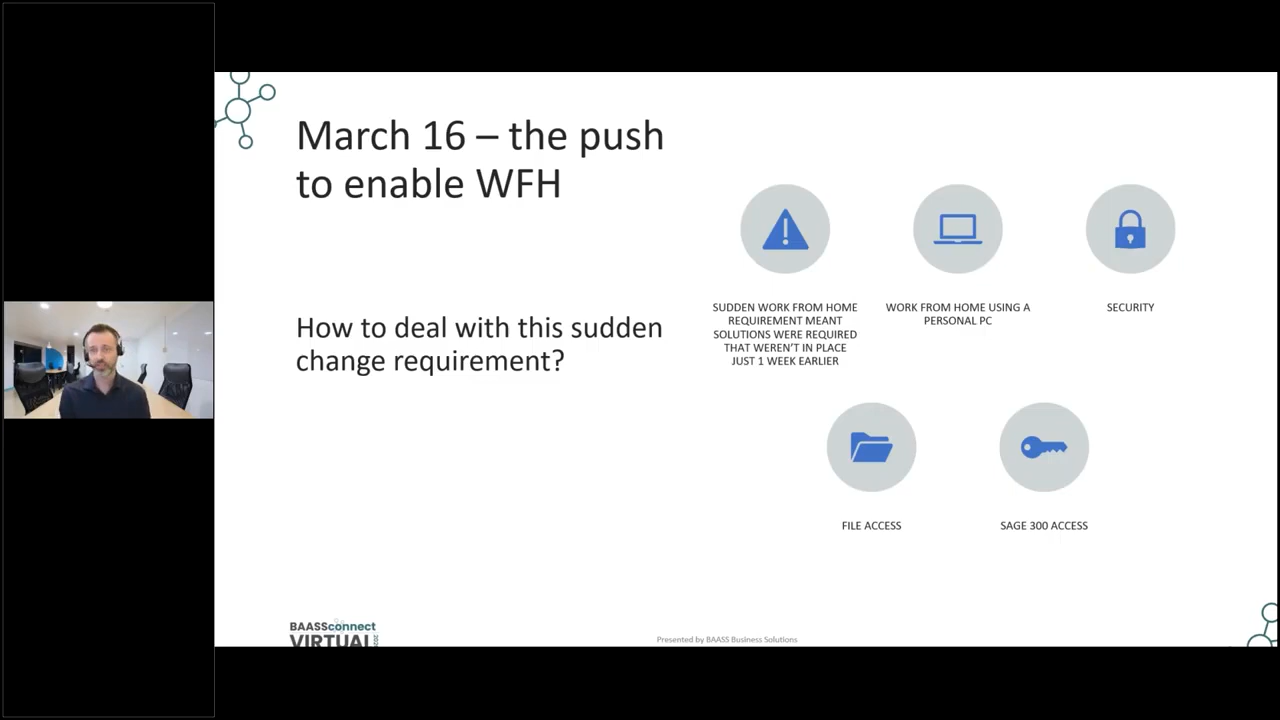 March 16 – the push
to enable WFH
How to deal with this sudden
change requirement?
SUDDEN WORK FROM HOME
REQUIREMENT MEANT
SOLUTIONS WERE REQUIRED
THAT WEREN'T IN PLACE
JUST 1 WEEK EARLIER
WORK FROM HOME USING A
PERSONAL PC
SECURITY
FILE ACCESS
SAGE 300 ACCESS
BAASSconnect
VIRTUAL
Presented by BAASS Business Solutions